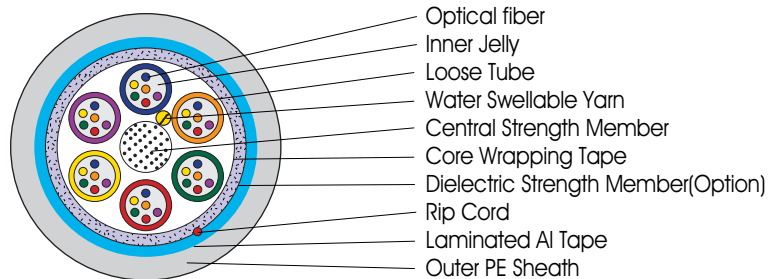 Optical fiber
Inner Jelly
Loose Tube
Water Swellable Yarn
Central Strength Member
Core Wrapping Tape
Dielectric Strength Member(Option)
Rip Cord
Laminated Al Tape
Outer PE Sheath